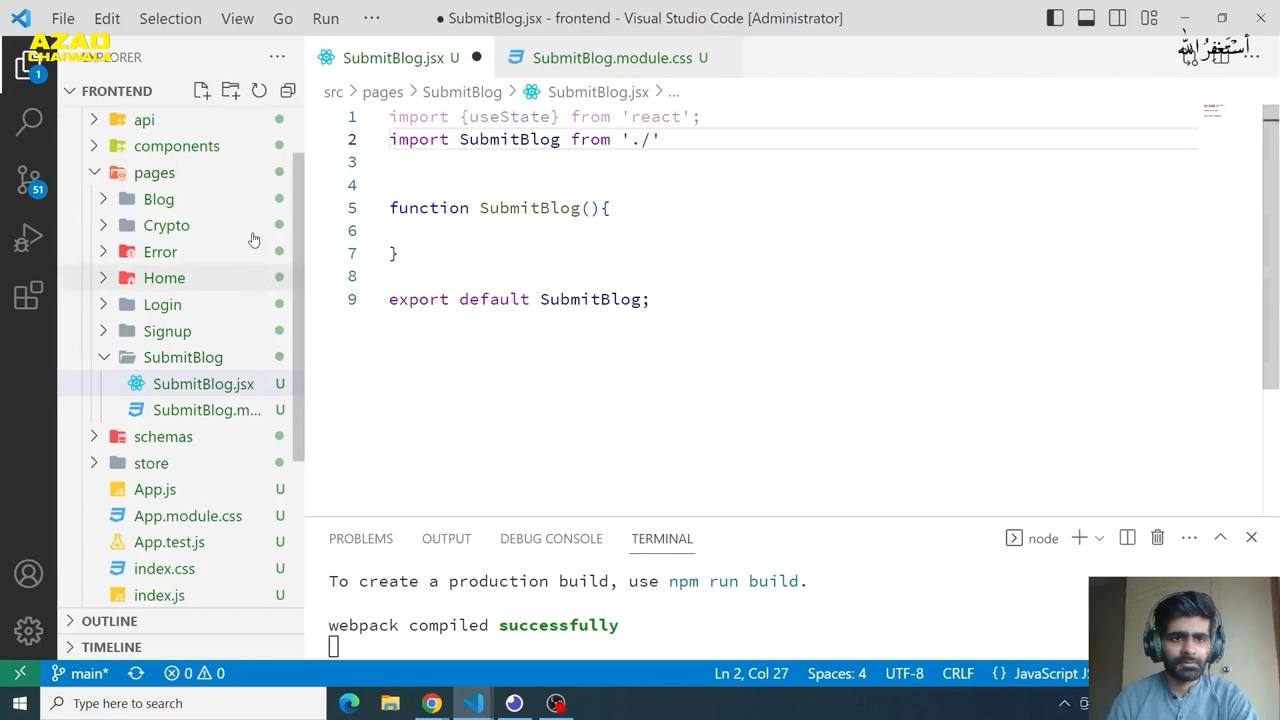 File Edit Selection View Go Run ··· ● SubmitBlog.jsx - frontend - Visual Studio Code [Administrator]
AZAD
CHAIWALA
EXPLORER ···
SubmitBlog.jsx U ●
SubmitBlog.module.css U
أستغفر الله
FRONTEND
src > pages > SubmitBlog > SubmitBlog.jsx > ...
api
components
pages
Blog
Crypto
Error
Home
Login
Signup
SubmitBlog
SubmitBlog.jsx U
SubmitBlog.m... U
schemas
store
App.js U
App.module.css U
App.test.js U
index.css U
index.js U
OUTLINE
TIMELINE
1
51
1 import {useState} from 'react';
2 import SubmitBlog from './'
3
4
5 function SubmitBlog(){
6
7 }
8
9 export default SubmitBlog;
PROBLEMS OUTPUT DEBUG CONSOLE TERMINAL node
To create a production build, use npm run build.
webpack compiled successfully
main* 0 0 Ln 2, Col 27 Spaces: 4 UTF-8 CRLF {} JavaScript
Type here to search